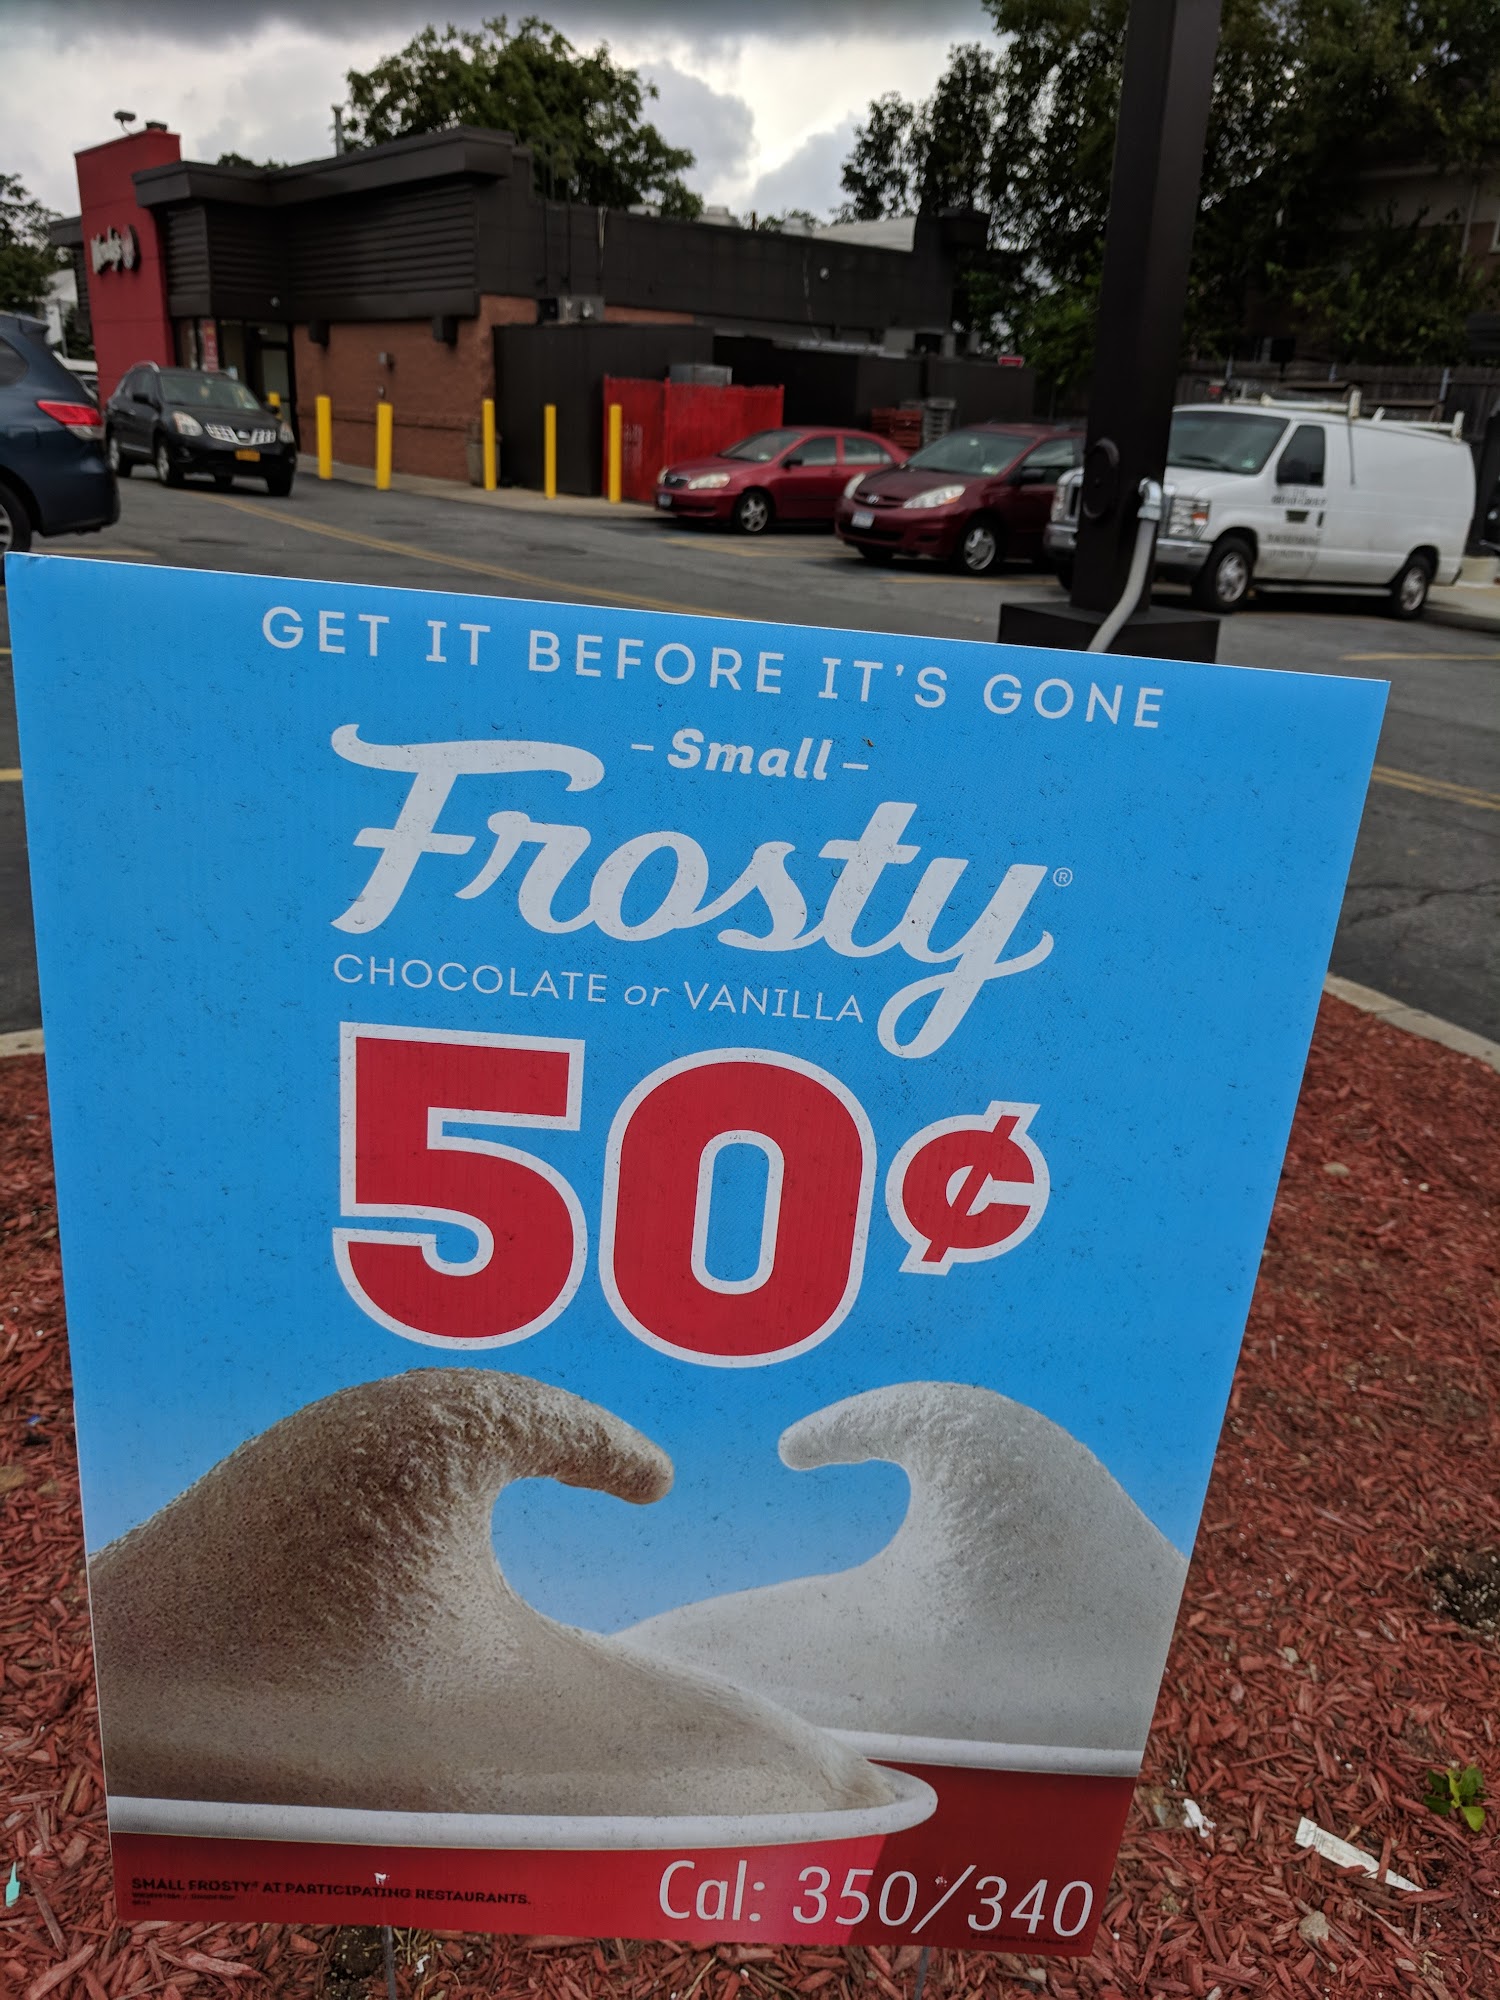 Wendy's
GET IT BEFORE IT'S GONE
- Small -
Frosty®
CHOCOLATE or VANILLA
50¢
SMALL FROSTY® AT PARTICIPATING RESTAURANTS.
Cal: 350/340